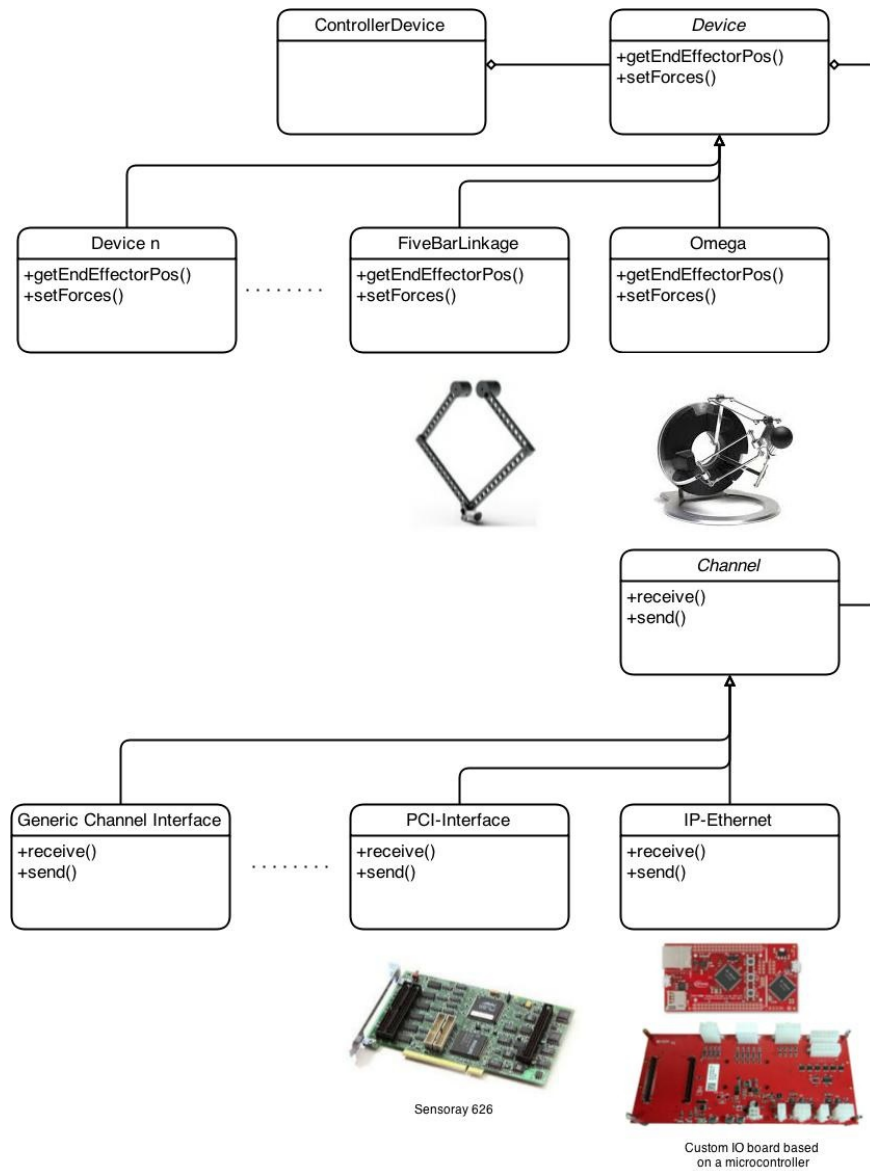 ControllerDevice
Device
+getEndEffectorPos()
+setForces()
Device n
+getEndEffectorPos()
+setForces()
. . . . . . . .
FiveBarLinkage
+getEndEffectorPos()
+setForces()
Omega
+getEndEffectorPos()
+setForces()
Channel
+receive()
+send()
Generic Channel Interface
+receive()
+send()
. . . . . . . .
PCI-Interface
+receive()
+send()
IP-Ethernet
+receive()
+send()
Sensoray 626
Custom IO board based
on a microcontroller